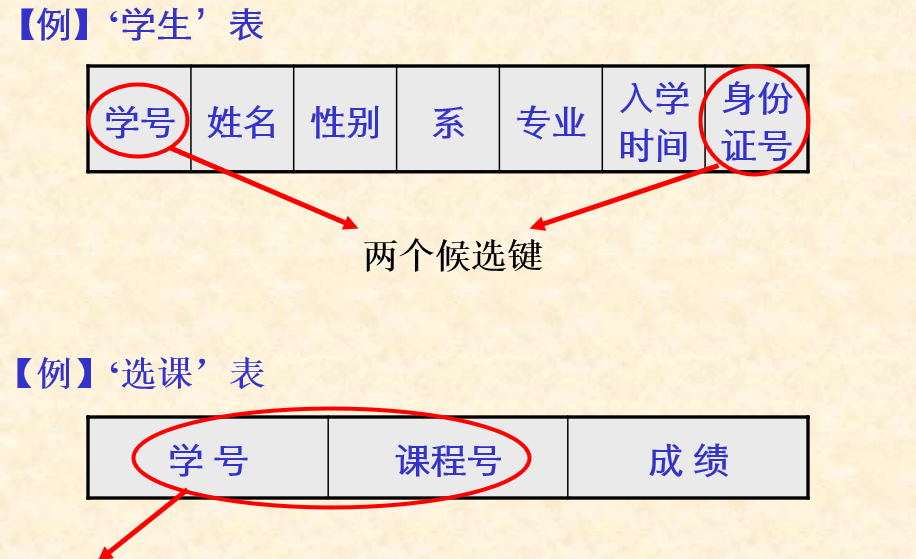 【例】‘学生’表
学号 姓名 性别 系 专业 入学时间 身份证号
两个候选键
【例】‘选课’表
学号 课程号 成绩